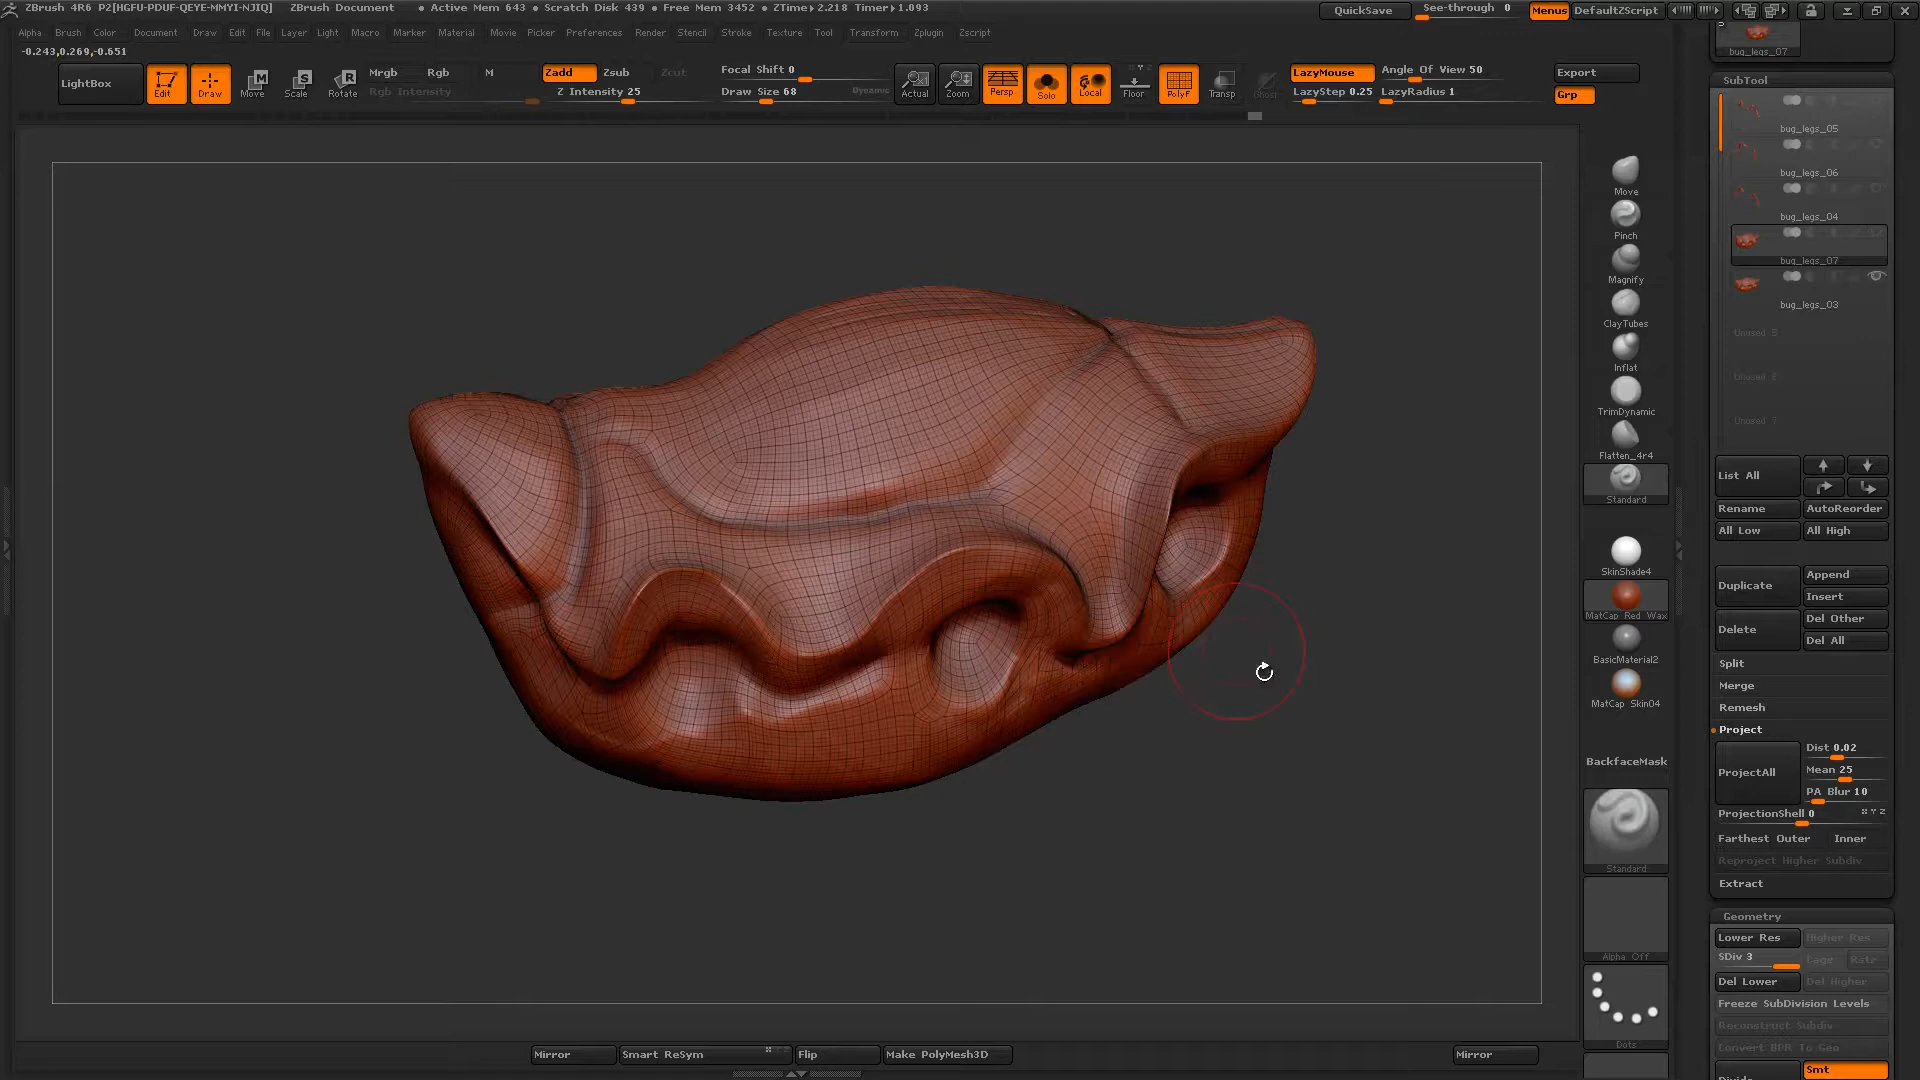 ZBrush 4R6 P2[HGFU-PDUF-QEYE-MMYI-NJIQ] ZBrush Document • Active Mem 643 • Scratch Disk 439 • Free Mem 3452 • ZTime▸2.218 Timer▸1.093 QuickSave See-through 0 Menus DefaultZScript
Alpha Brush Color Document Draw Edit File Layer Light Macro Marker Material Movie Picker Preferences Render Stencil Stroke Texture Tool Transform Zplugin Zscript
-0.243,0.269,-0.651
LightBox Edit Draw Move Scale Rotate
Mrgb Rgb M Zadd Zsub Zcut Focal Shift 0
Rgb Intensity Z Intensity 25 Draw Size 68 Dynamic
Actual Zoom Persp Solo Local Floor PolyF Transp Ghost
LazyMouse Angle Of View 50 Export
LazyStep 0.25 LazyRadius 1 Grp
Move
Pinch
Magnify
ClayTubes
Inflat
TrimDynamic
Flatten_4r4
Standard
SkinShade4
MatCap Red Wax
BasicMaterial2
MatCap Skin04
BackfaceMask
Standard
Alpha Off
Dots
bug_legs_07
SubTool
bug_legs_05
bug_legs_06
bug_legs_04
bug_legs_07
bug_legs_03
Unused 5
Unused 6
Unused 7
List All
Rename AutoReorder
All Low All High
Duplicate Append
Insert
Delete Del Other
Del All
Split
Merge
Remesh
Project
ProjectAll Dist 0.02
Mean 25
PA Blur 10
ProjectionShell 0 X Y Z
Farthest Outer Inner
Reproject Higher Subdiv
Extract
Geometry
Lower Res Higher Res
SDiv 3 Cage Rstr
Del Lower Del Higher
Freeze SubDivision Levels
Reconstruct Subdiv
Convert BPR To Geo
Divide Smt
Mirror Smart ReSym Flip Make PolyMesh3D Mirror